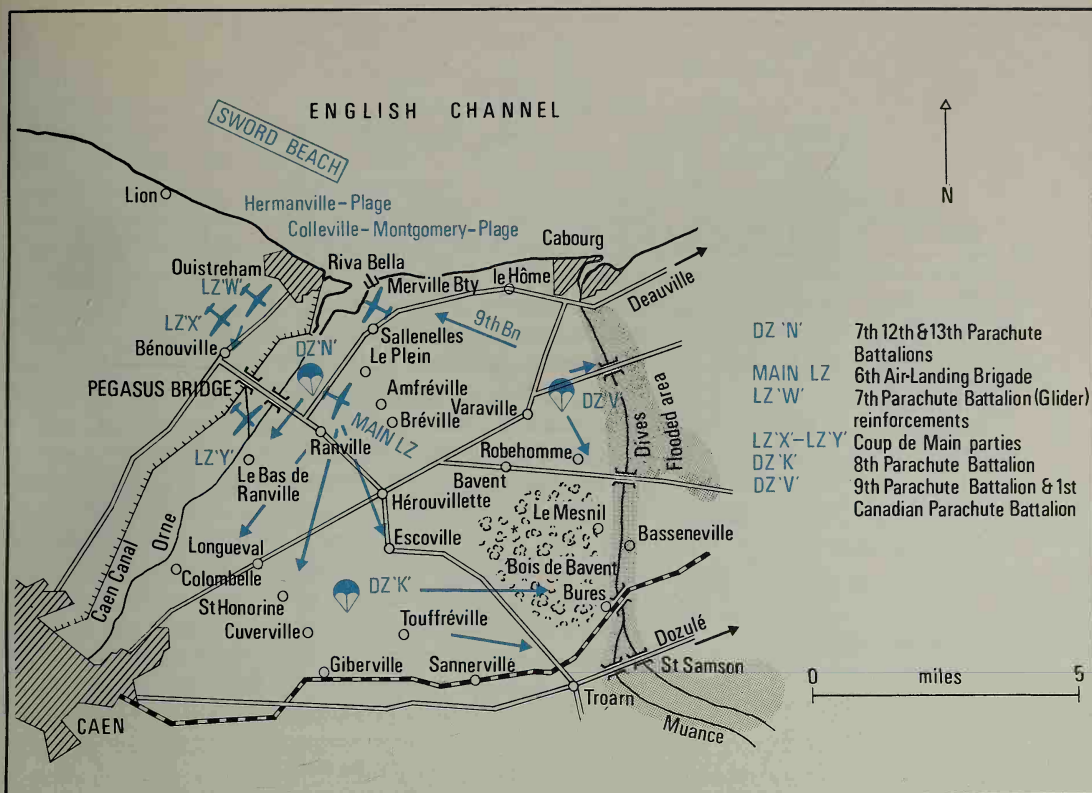 ENGLISH CHANNEL
SWORD BEACH
N
Lion
Hermanville-Plage
Colleville-Montgomery-Plage
Cabourg
Ouistreham
Riva Bella
LZ'W'
Merville Bty
le Hôme
Deauville
LZ'X'
9th Bn
Sallenelles
Bénouville
DZ'N'
Le Plein
PEGASUS BRIDGE
Amfréville
Bréville
Varaville
DZ'V'
MAIN LZ
Ranville
LZ'Y'
Robehomme
Dives
Flooded area
Le Bas de
Ranville
Bavent
Hérouvillette
Le Mesnil
Orne
Longueval
Escoville
Basseneville
Caen Canal
Colombelle
Bois de Bavent
DZ'K'
Bures
St Honorine
Cuverville
Touffréville
Dozulé
Giberville
Sannerville
St Samson
Troarn
CAEN
Muance
DZ 'N' 7th 12th & 13th Parachute
Battalions
MAIN LZ 6th Air-Landing Brigade
LZ'W' 7th Parachute Battalion (Glider)
reinforcements
LZ'X'-LZ'Y' Coup de Main parties
DZ'K' 8th Parachute Battalion
DZ'V' 9th Parachute Battalion & 1st
Canadian Parachute Battalion
0 miles 5